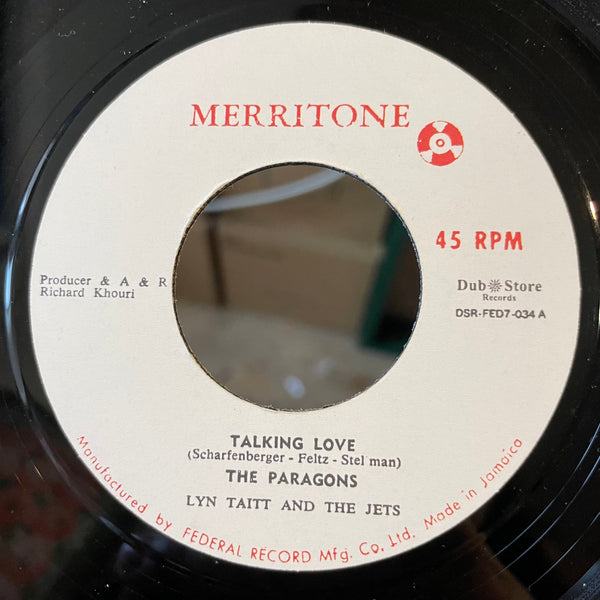 MERRITONE
45 RPM
Producer & A & R
Richard Khouri
Dub Store
Records
DSR-FED7-034 A
TALKING LOVE
(Scharfenberger - Feltz - Stel man)
THE PARAGONS
LYN TAITT AND THE JETS
Manufactured by FEDERAL RECORD Mfg. Co. Ltd. Made in Jamaica